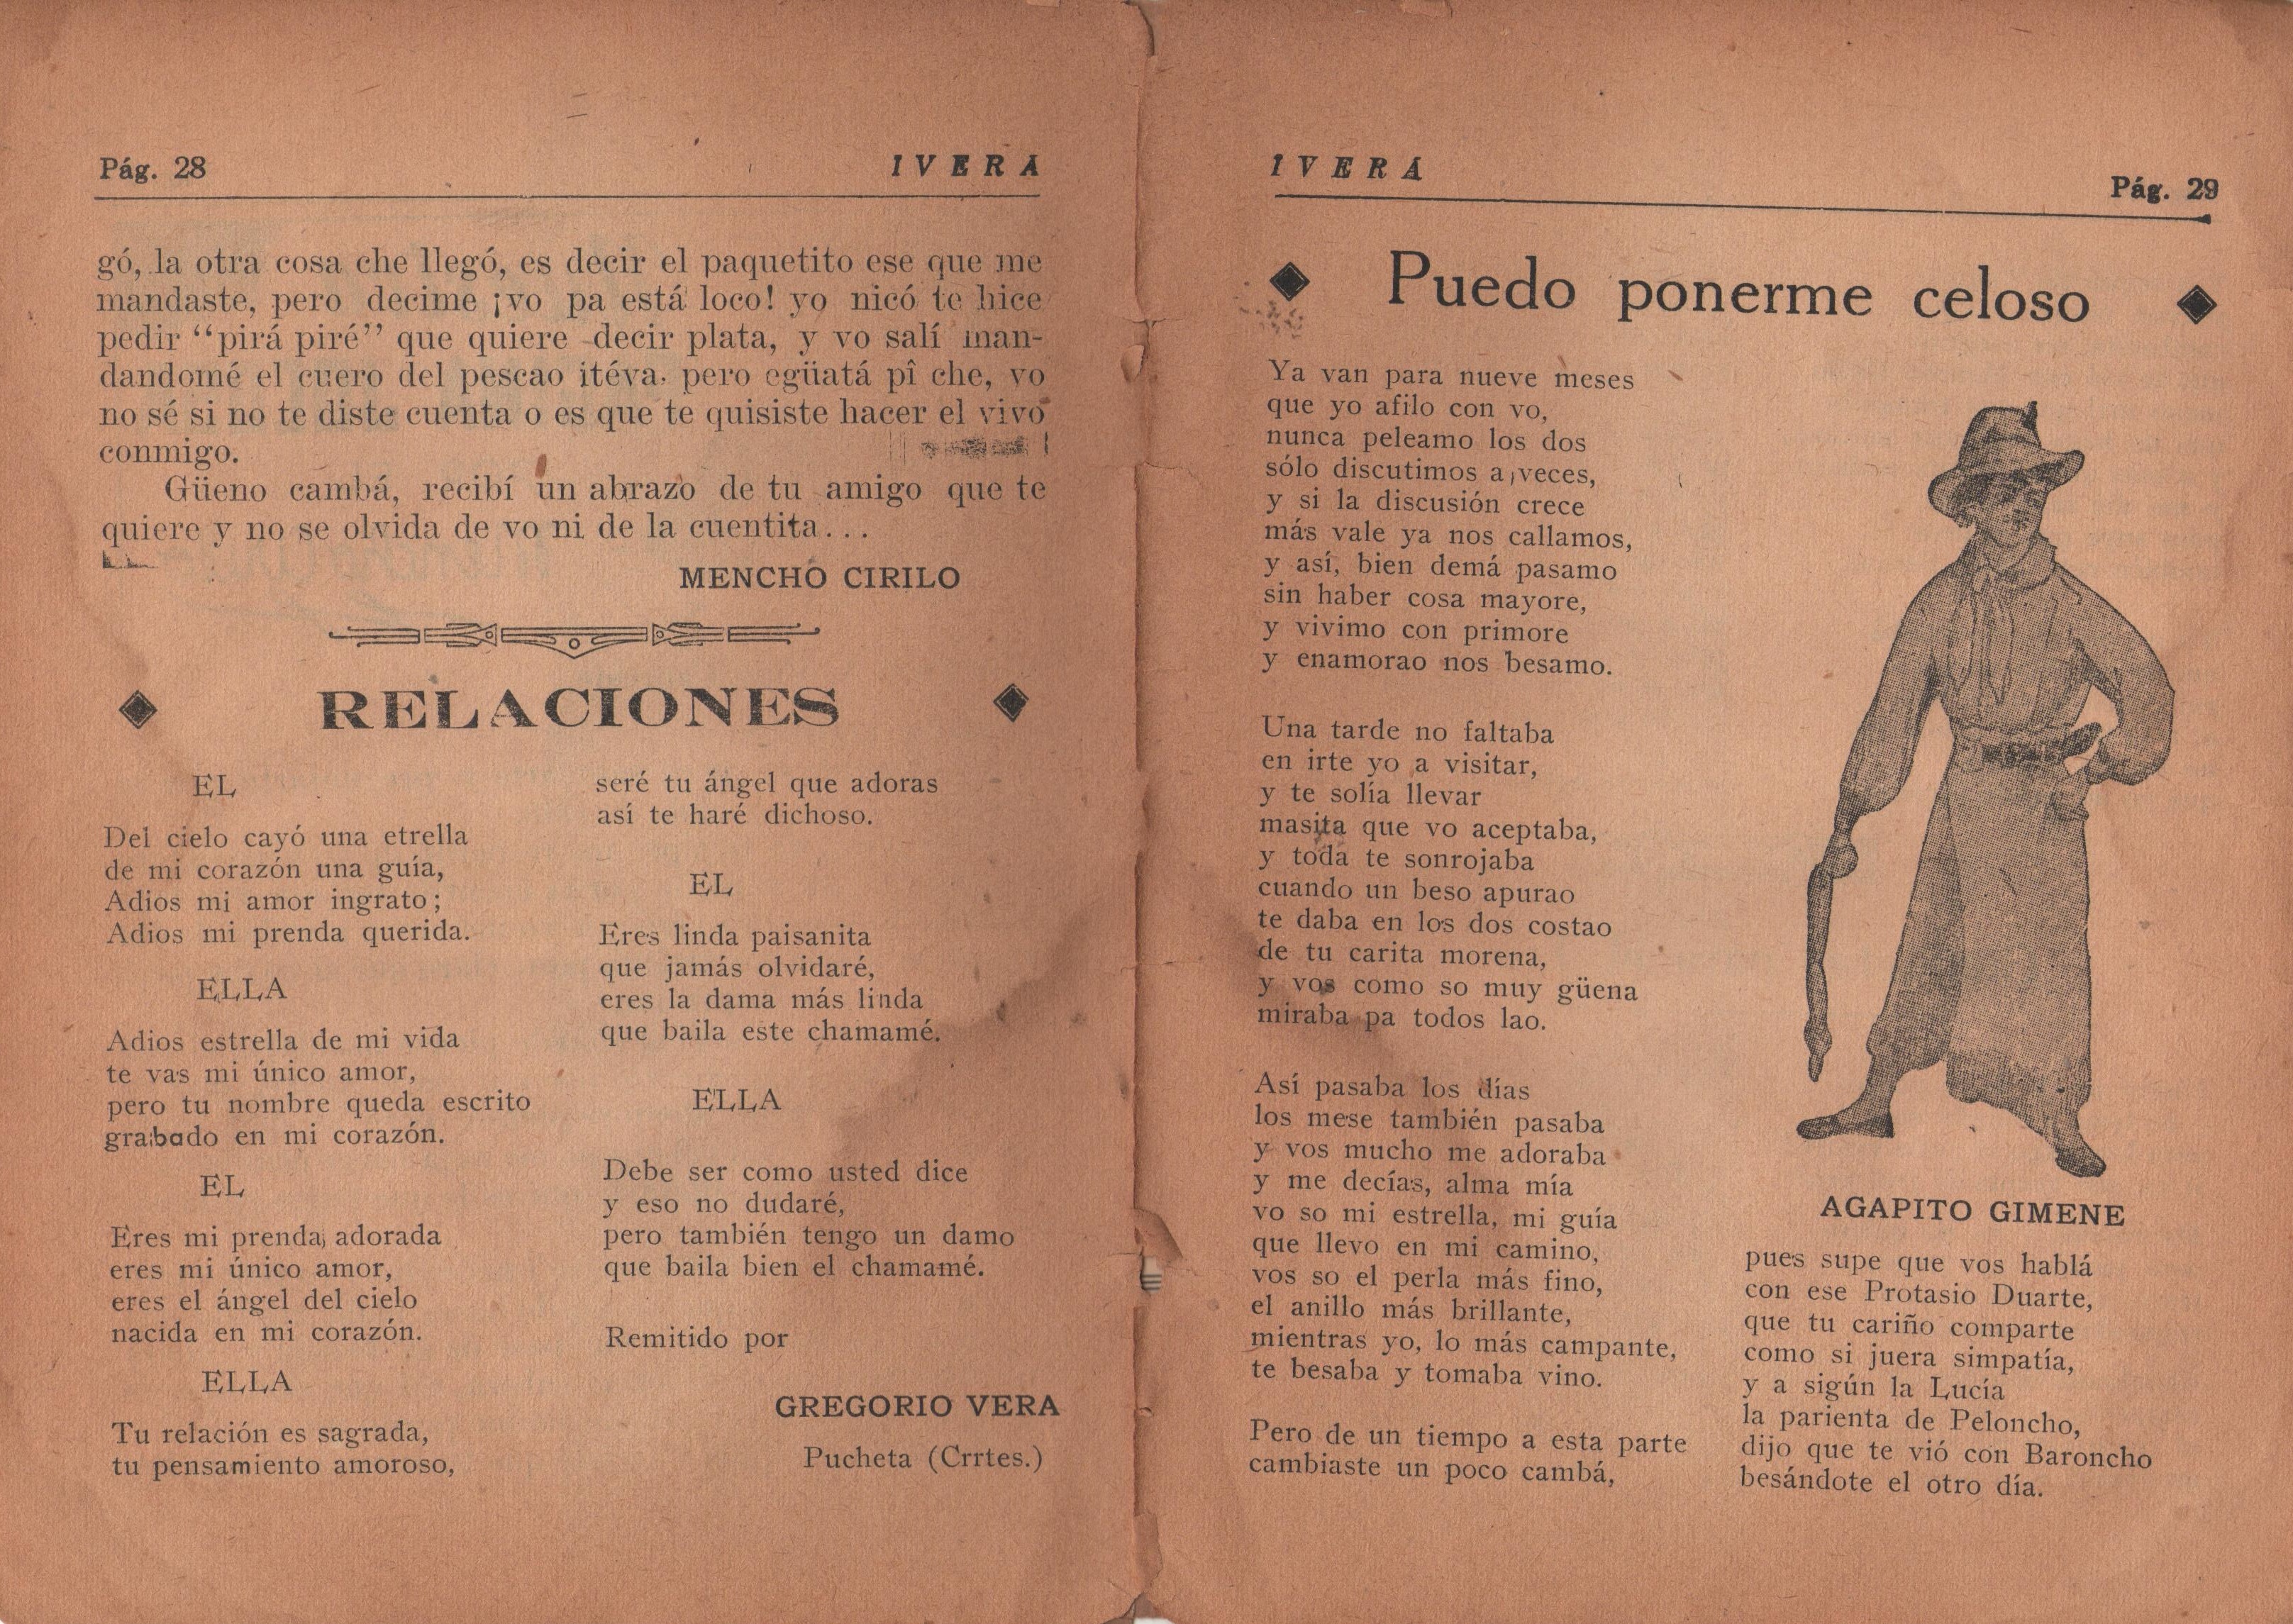 Pág. 28
IVERA
gó, la otra cosa che llegó, es decir el paquetito ese que me
mandaste, pero decime ¡vo pa está loco! yo nicó te hice
pedir “pirá piré” que quiere decir plata, y vo salí man-
dandomé el cuero del pescao itéva. pero egüatá pî che, vo
no sé si no te diste cuenta o es que te quisiste hacer el vivo
conmigo.
Güeno cambá, recibí un abrazo de tu amigo que te
quiere y no se olvida de vo ni de la cuentita...
MENCHO CIRILO
RELACIONES
EL
Del cielo cayó una etrella
de mi corazón una guía,
Adios mi amor ingrato;
Adios mi prenda querida.
ELLA
Adios estrella de mi vida
te vas mi único amor,
pero tu nombre queda escrito
grabado en mi corazón.
EL
Eres mi prenda adorada
eres mi único amor,
eres el ángel del cielo
nacida en mi corazón.
ELLA
Tu relación es sagrada,
tu pensamiento amoroso,
seré tu ángel que adoras
así te haré dichoso.
EL
Eres linda paisanita
que jamás olvidaré,
eres la dama más linda
que baila este chamamé.
ELLA
Debe ser como usted dice
y eso no dudaré,
pero también tengo un damo
que baila bien el chamamé.
Remitido por
GREGORIO VERA
Pucheta (Crrtes.)
IVERÁ
Pág. 29
Puedo ponerme celoso
Ya van para nueve meses
que yo afilo con vo,
nunca peleamo los dos
sólo discutimos a veces,
y si la discusión crece
más vale ya nos callamos,
y así, bien demá pasamo
sin haber cosa mayore,
y vivimo con primore
y enamorao nos besamo.
Una tarde no faltaba
en irte yo a visitar,
y te solía llevar
masita que vo aceptaba,
y toda te sonrojaba
cuando un beso apurao
te daba en los dos costao
de tu carita morena,
y vos como so muy güena
miraba pa todos lao.
Así pasaba los días
los mese también pasaba
y vos mucho me adoraba
y me decías, alma mía
vo so mi estrella, mi guía
que llevo en mi camino,
vos so el perla más fino,
el anillo más brillante,
mientras yo, lo más campante,
te besaba y tomaba vino.
Pero de un tiempo a esta parte
cambiaste un poco cambá,
AGAPITO GIMENE
pues supe que vos hablá
con ese Protasio Duarte,
que tu cariño comparte
como si juera simpatía,
y a sigún la Lucía
la parienta de Peloncho,
dijo que te vió con Baroncho
besándote el otro día.